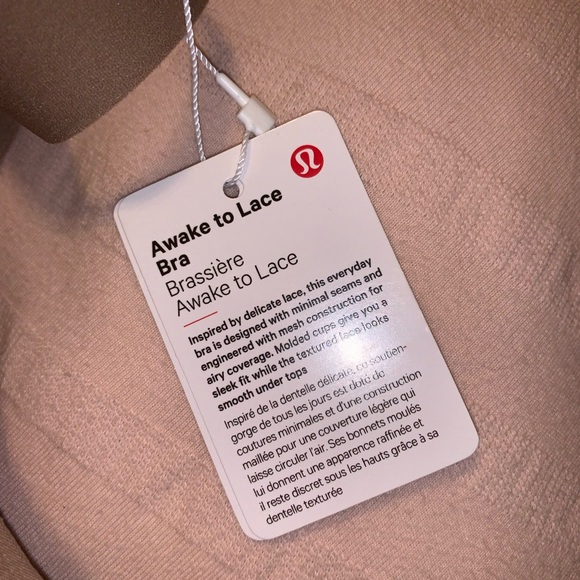 Awake to Lace
Bra
Brassière
Awake to Lace
Inspired by delicate lace, this everyday
bra is designed with minimal seams and
engineered with mesh construction for
airy coverage. Molded cups give you a
sleek fit while the textured lace looks
smooth under tops
Inspiré de la dentelle délicate, ce soutien-
gorge de tous les jours est doté de
coutures minimales et d'une construction
maillée pour une couverture légère qui
laisse circuler l'air. Ses bonnets moulés
lui donnent une apparence raffinée et
il reste discret sous les hauts grâce à sa
dentelle texturée